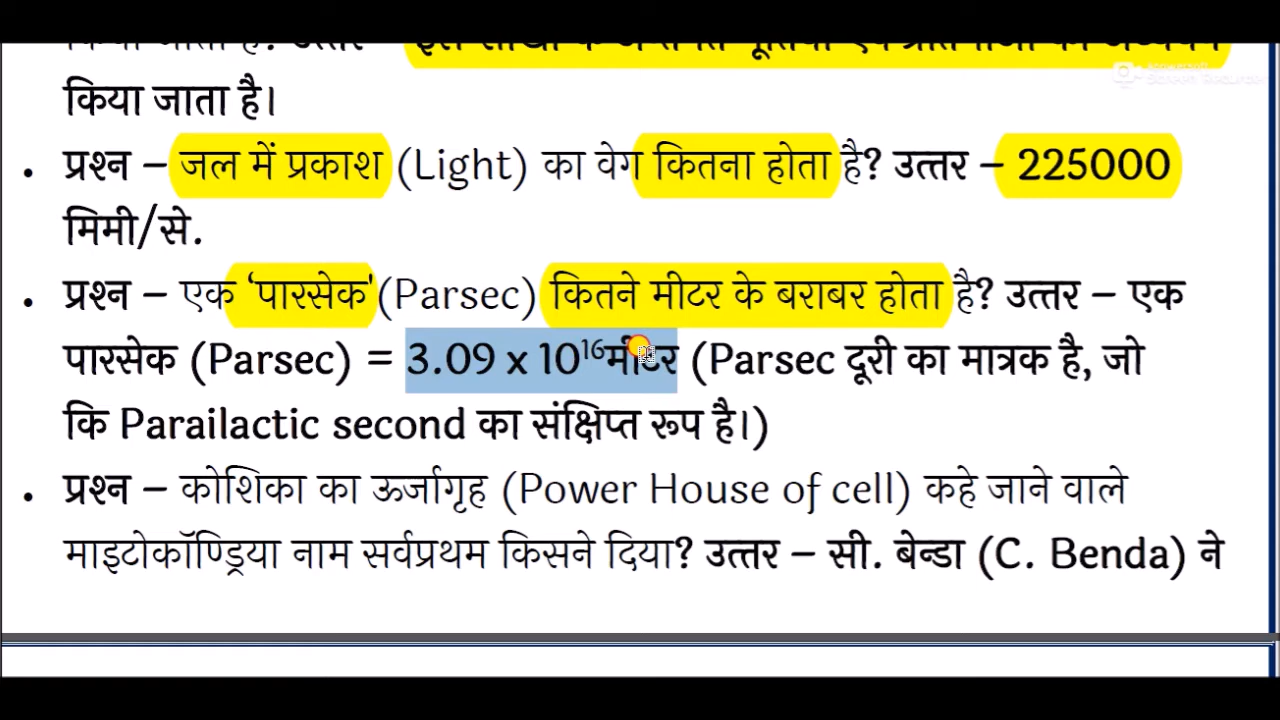 किया जाता है।
• प्रश्न – जल में प्रकाश (Light) का वेग कितना होता है? उत्तर – 225000
मिमी/से.
• प्रश्न – एक ‘पारसेक'(Parsec) कितने मीटर के बराबर होता है? उत्तर – एक
पारसेक (Parsec) = 3.09 x 10¹⁶मीटर (Parsec दूरी का मात्रक है, जो
कि Parailactic second का संक्षिप्त रूप है।)
• प्रश्न – कोशिका का ऊर्जागृह (Power House of cell) कहे जाने वाले
माइटोकॉण्ड्रिया नाम सर्वप्रथम किसने दिया? उत्तर – सी. बेन्डा (C. Benda) ने